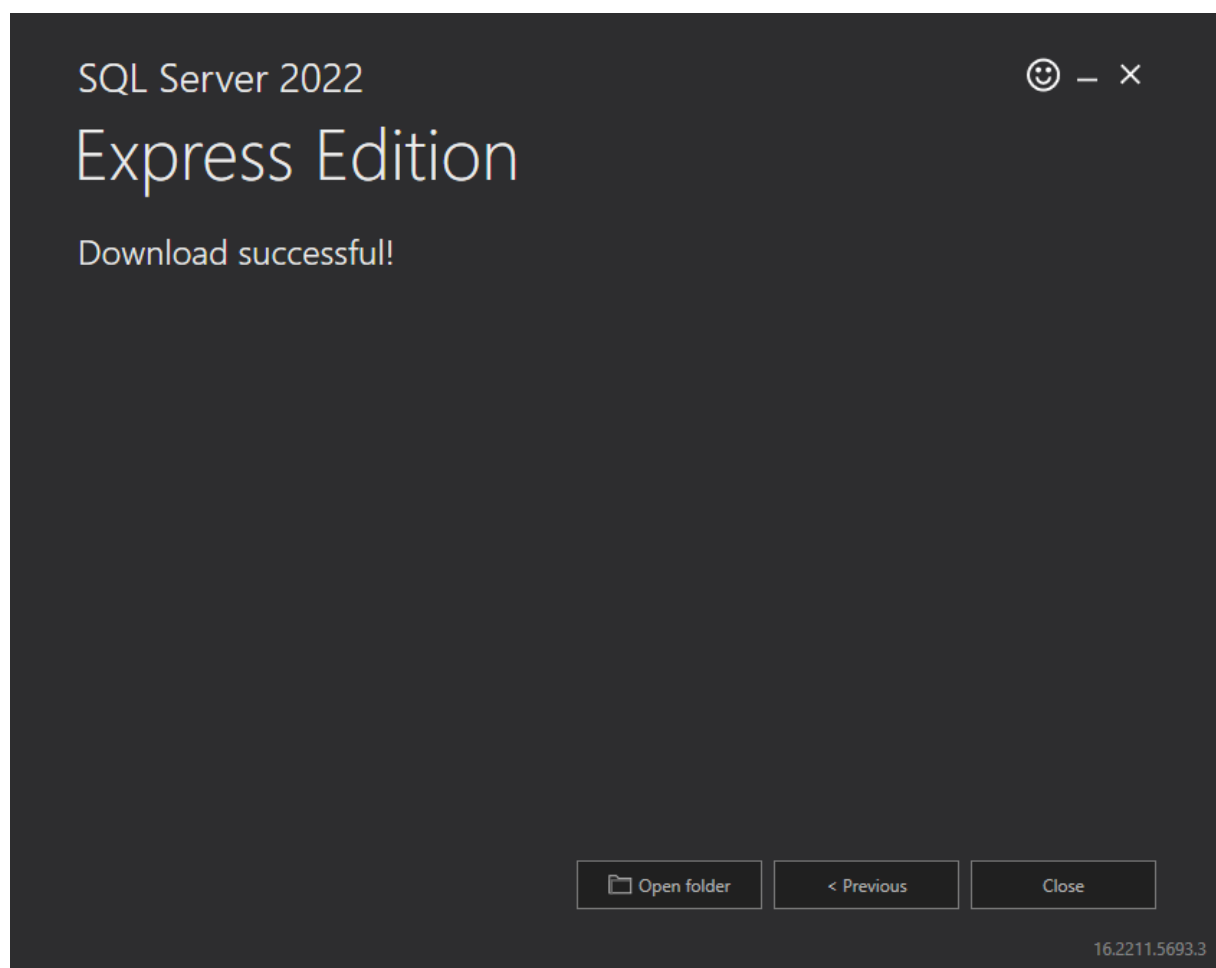 SQL Server 2022
Express Edition
Download successful!
Open folder
< Previous
Close
16.2211.5693.3